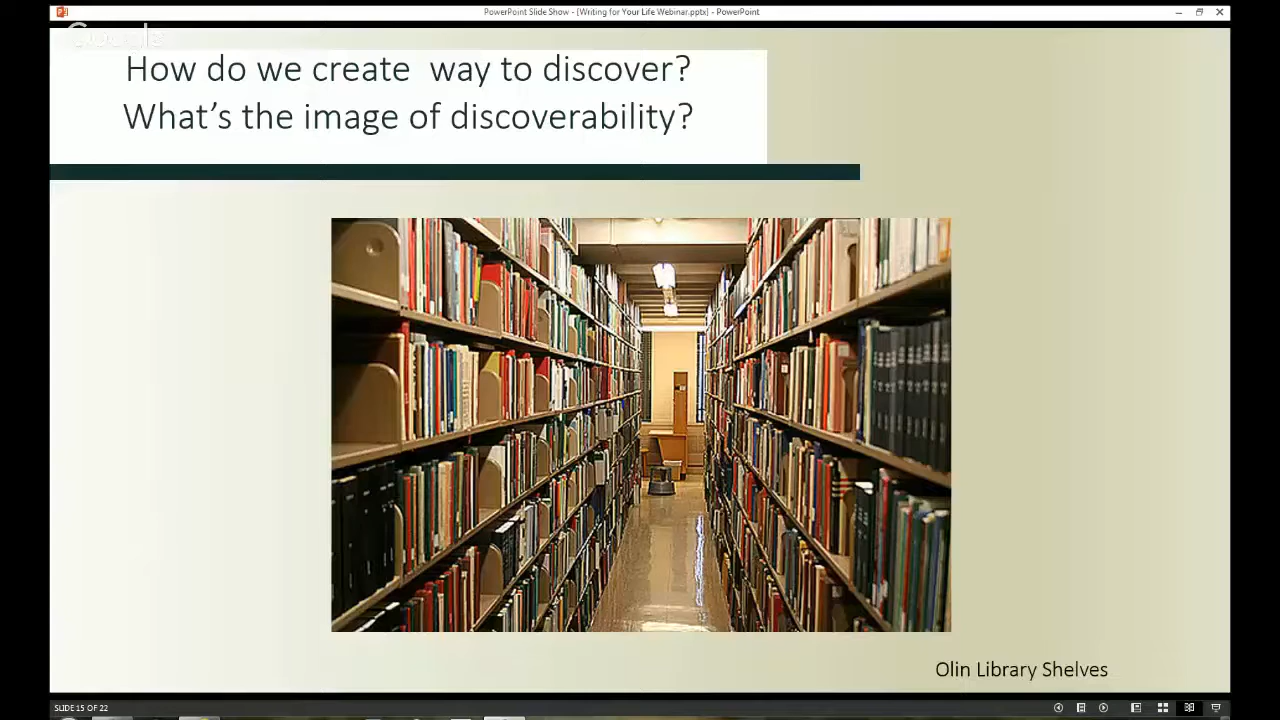 PowerPoint Slide Show - [Writing for Your Life Webinar.pptx] - PowerPoint
Google
How do we create way to discover?
What's the image of discoverability?
Olin Library Shelves
SLIDE 15 OF 22